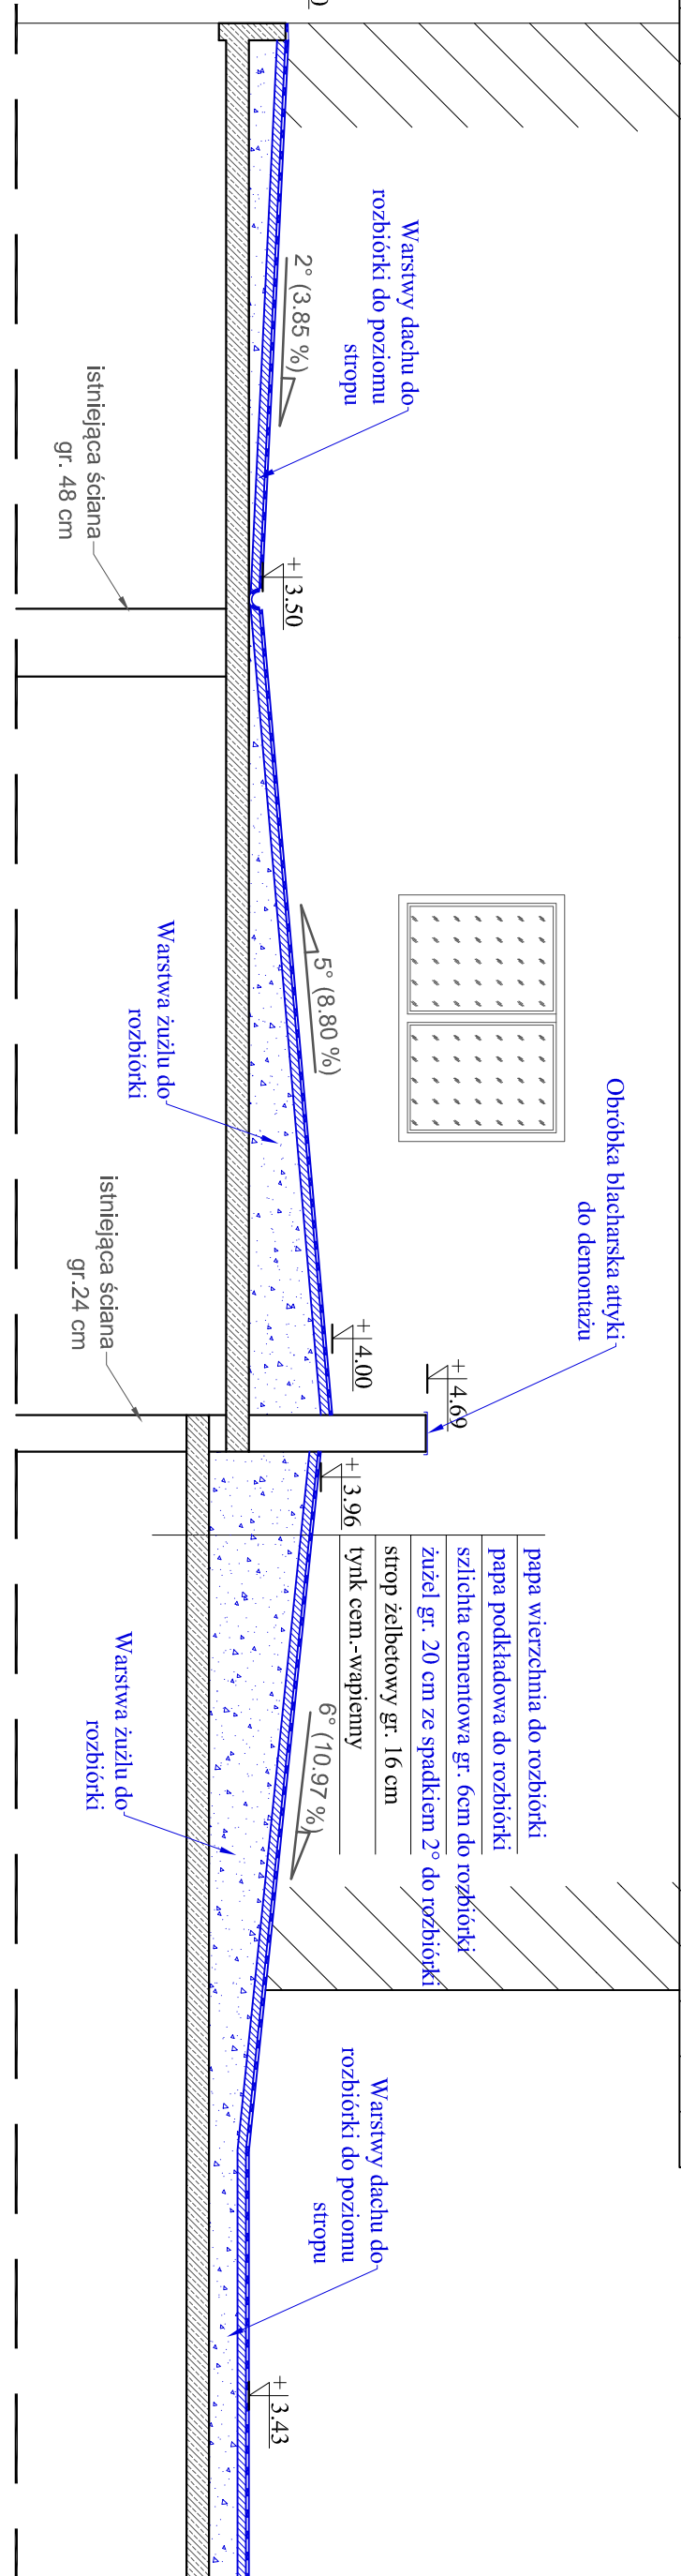 0
Warstwy dachu do
rozbiórki do poziomu
stropu
2° (3.85 %)
istniejąca ściana
gr. 48 cm
+ 3.50
5° (8.80 %)
Warstwa żużlu do
rozbiórki
Obróbka blacharska attyki
do demontażu
istniejąca ściana
gr.24 cm
+ 4.00
+ 4.69
+ 3.96
papa wierzchnia do rozbiórki
papa podkładowa do rozbiórki
szlichta cementowa gr. 6cm do rozbiórki
żużel gr. 20 cm ze spadkiem 2° do rozbiórki
strop żelbetowy gr. 16 cm
tynk cem.-wapienny
6° (10.97 %)
Warstwa żużlu do
rozbiórki
Warstwy dachu do
rozbiórki do poziomu
stropu
+ 3.43